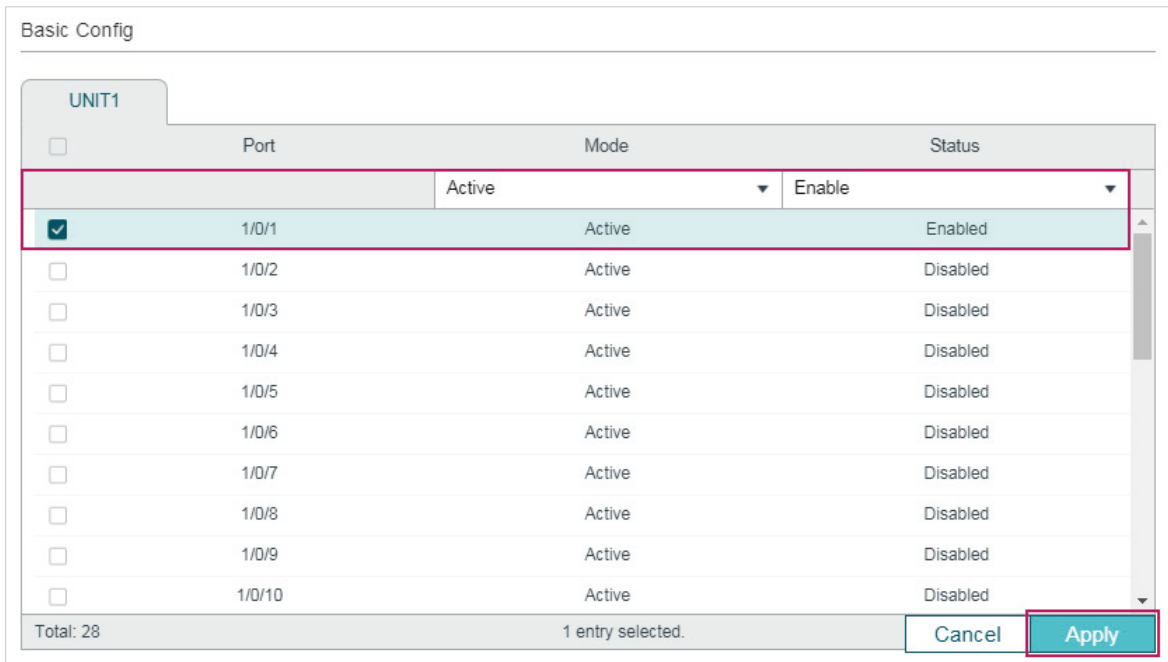 Basic Config
UNIT1
Port Mode Status
Active Enable
1/0/1 Active Enabled
1/0/2 Active Disabled
1/0/3 Active Disabled
1/0/4 Active Disabled
1/0/5 Active Disabled
1/0/6 Active Disabled
1/0/7 Active Disabled
1/0/8 Active Disabled
1/0/9 Active Disabled
1/0/10 Active Disabled
Total: 28 1 entry selected. Cancel Apply